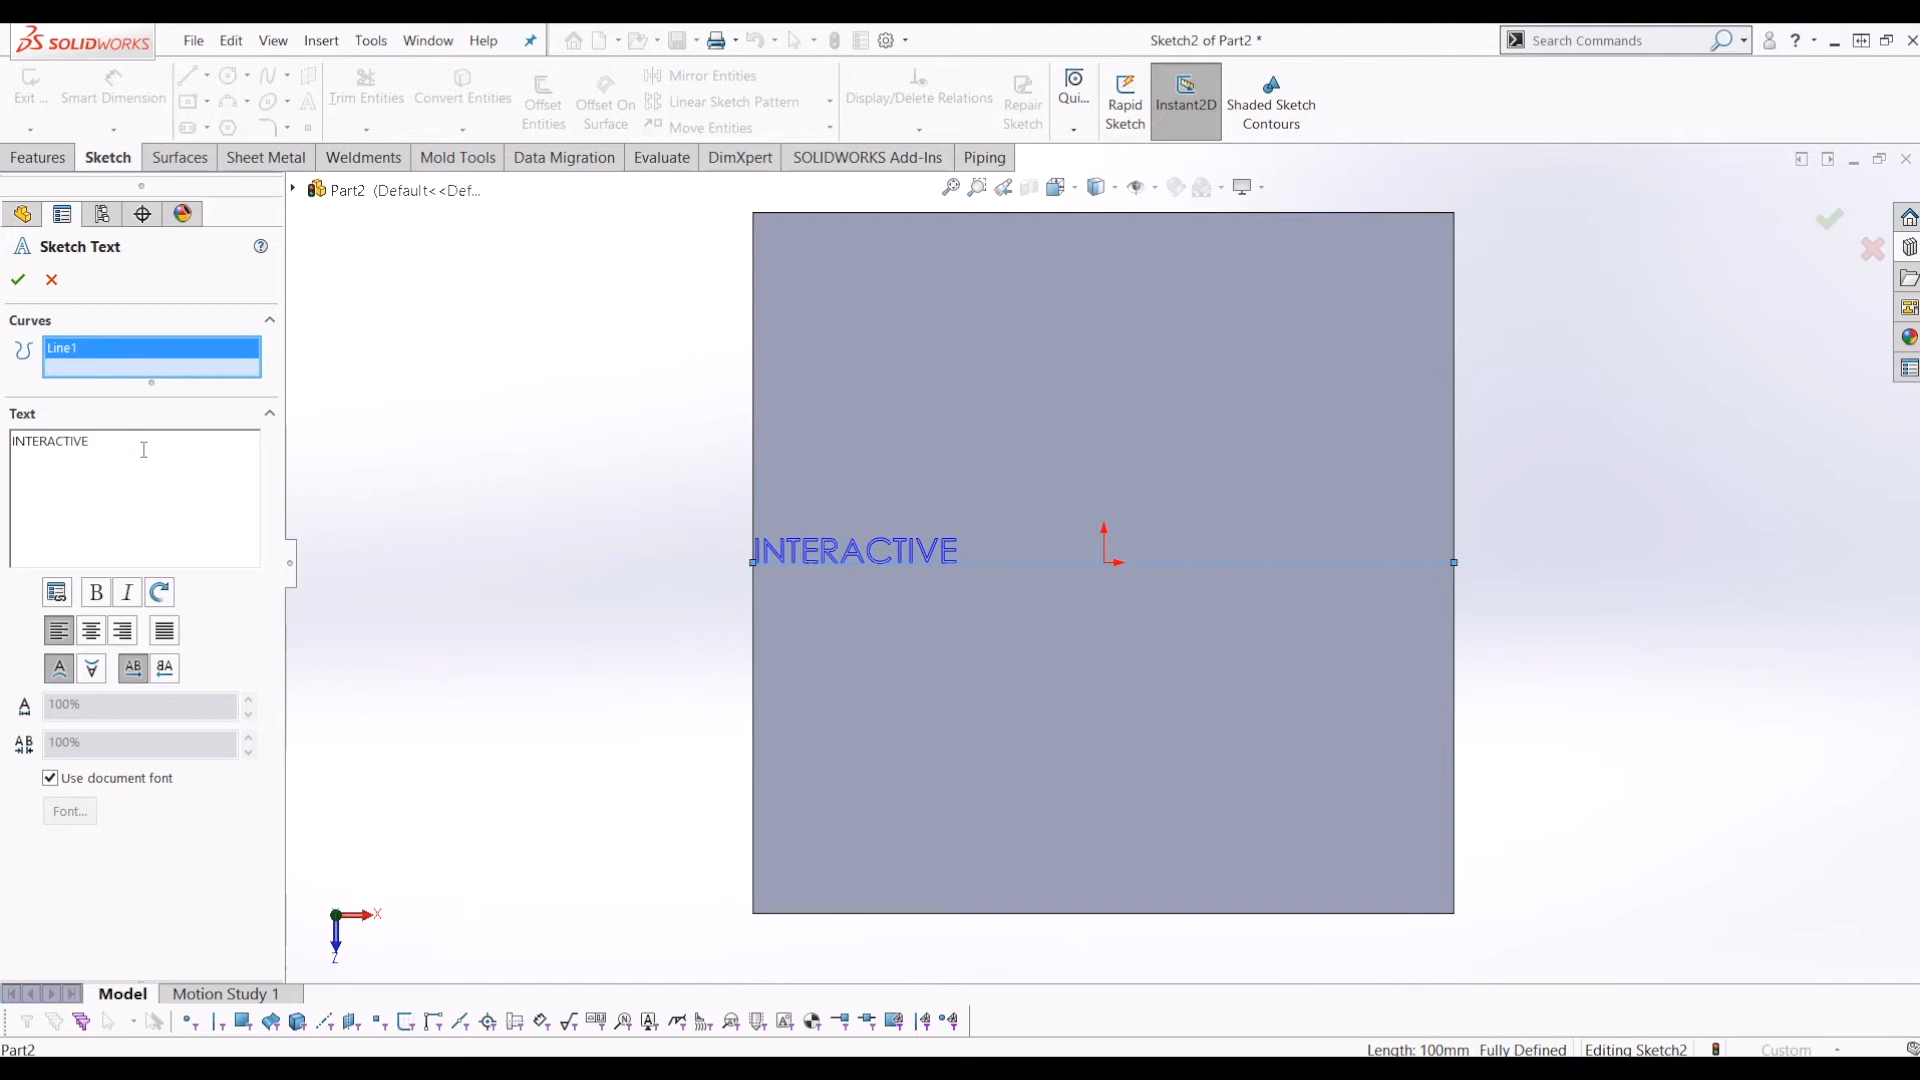 SOLIDWORKS File Edit View Insert Tools Window Help Sketch2 of Part2 * Search Commands
Exit ... Smart Dimension Trim Entities Convert Entities Offset Entities Offset On Surface Mirror Entities Linear Sketch Pattern Move Entities Display/Delete Relations Repair Sketch Qui... Rapid Sketch Instant2D Shaded Sketch Contours
Features Sketch Surfaces Sheet Metal Weldments Mold Tools Data Migration Evaluate DimXpert SOLIDWORKS Add-Ins Piping
Part2 (Default<<Def...
Sketch Text
Curves
Line1
Text
INTERACTIVE
INTERACTIVE
B I
AB
100%
AB
100%
Use document font
Font...
X
Z
Model Motion Study 1
Part2 Length: 100mm Fully Defined Editing Sketch2 Custom